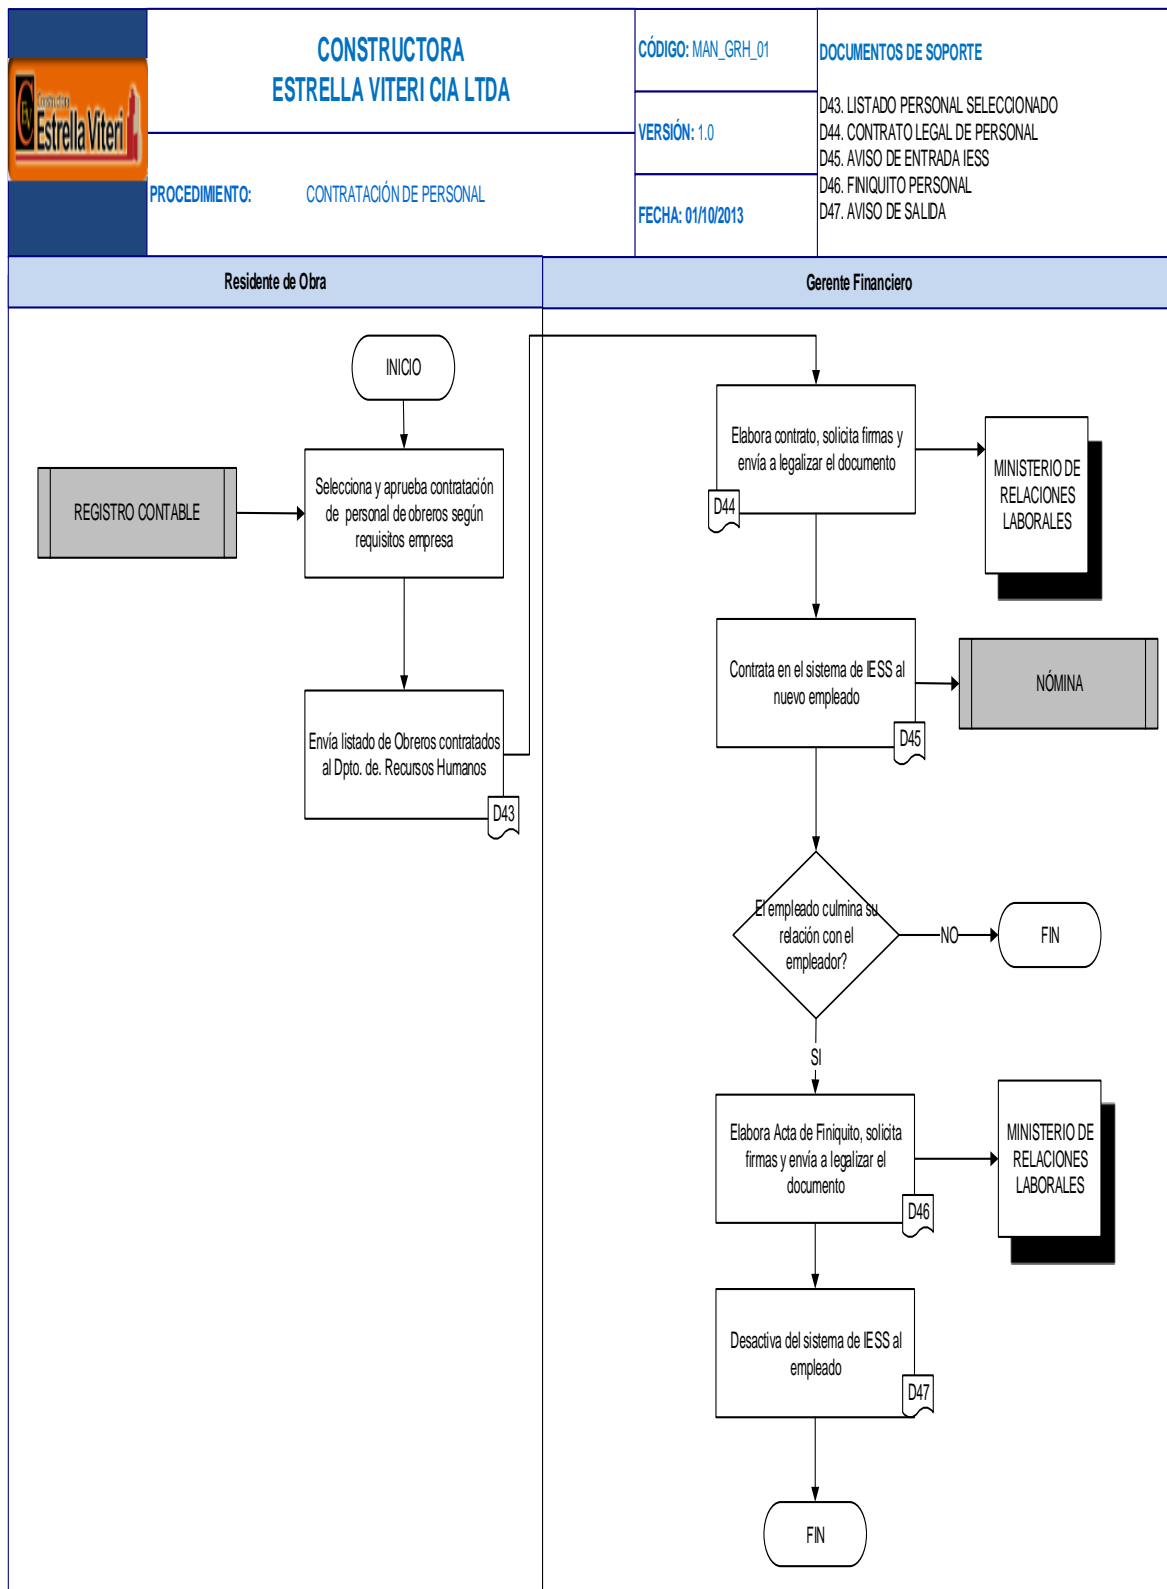 Constructora
Estrella Viteri
CONSTRUCTORA
ESTRELLA VITERI CIA LTDA
PROCEDIMIENTO: CONTRATACIÓN DE PERSONAL
CÓDIGO: MAN_GRH_01
VERSIÓN: 1.0
FECHA: 01/10/2013
DOCUMENTOS DE SOPORTE
D43. LISTADO PERSONAL SELECCIONADO
D44. CONTRATO LEGAL DE PERSONAL
D45. AVISO DE ENTRADA IESS
D46. FINIQUITO PERSONAL
D47. AVISO DE SALIDA
Residente de Obra
INICIO
REGISTRO CONTABLE
Selecciona y aprueba contratación
de personal de obreros según
requisitos empresa
Envía listado de Obreros contratados
al Dpto. de. Recursos Humanos
D43
Gerente Financiero
Elabora contrato, solicita firmas y
envía a legalizar el documento
D44
MINISTERIO DE
RELACIONES
LABORALES
Contrata en el sistema de IESS al
nuevo empleado
D45
NÓMINA
El empleado culmina su
relación con el
empleador?
NO
FIN
SI
Elabora Acta de Finiquito, solicita
firmas y envía a legalizar el
documento
D46
MINISTERIO DE
RELACIONES
LABORALES
Desactiva del sistema de IESS al
empleado
D47
FIN